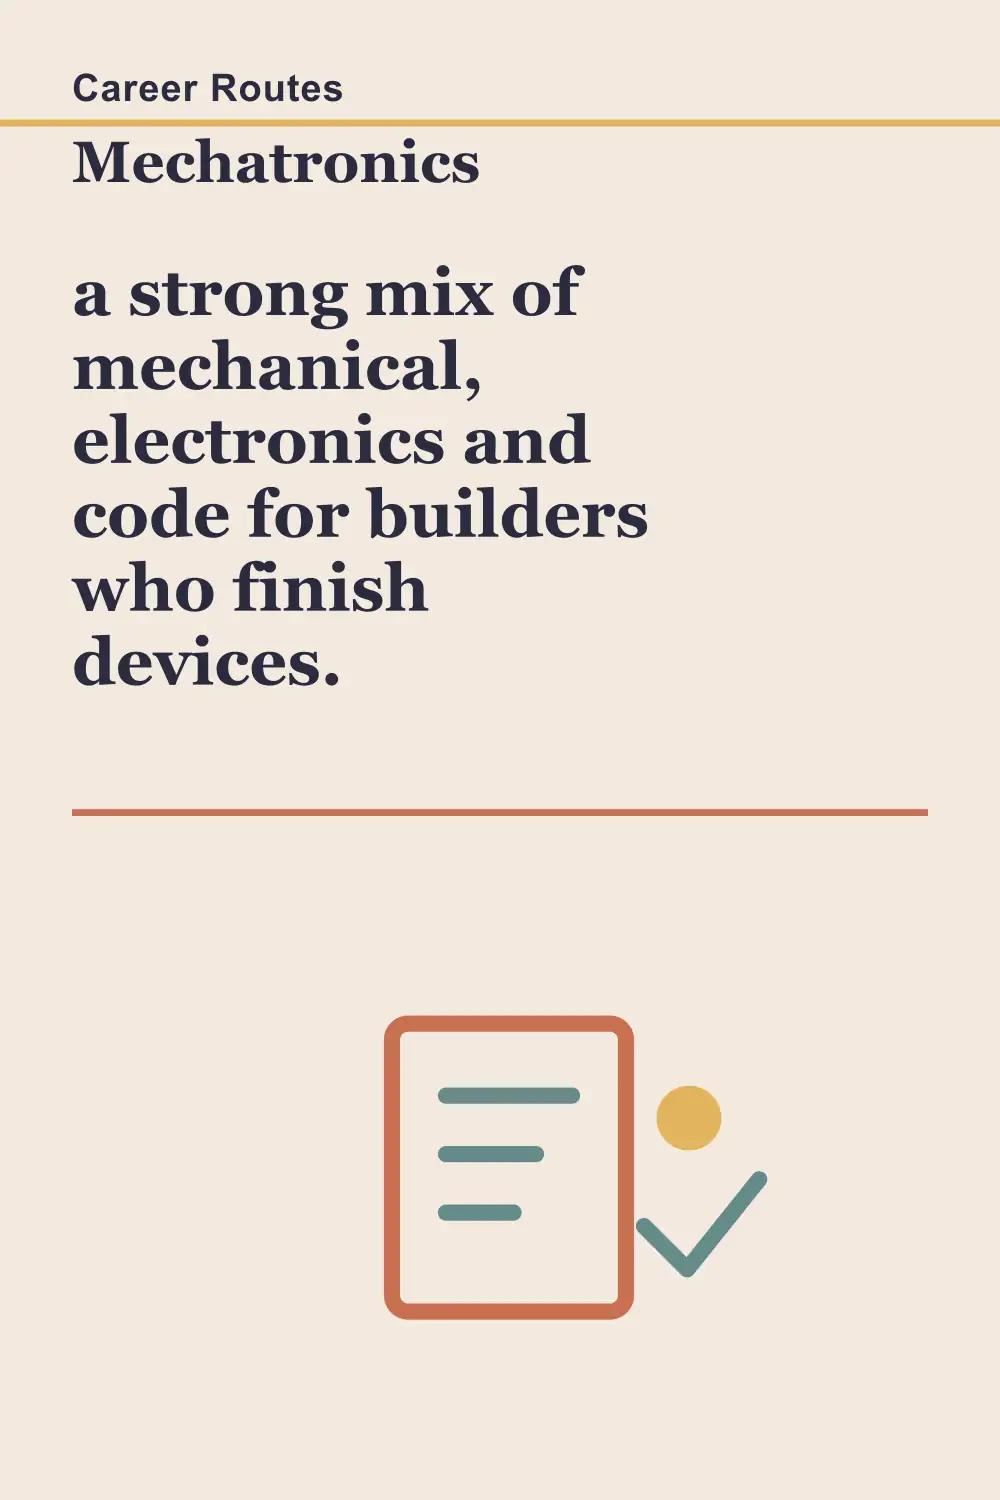 Career Routes
Mechatronics
a strong mix of
mechanical,
electronics and
code for builders
who finish
devices.